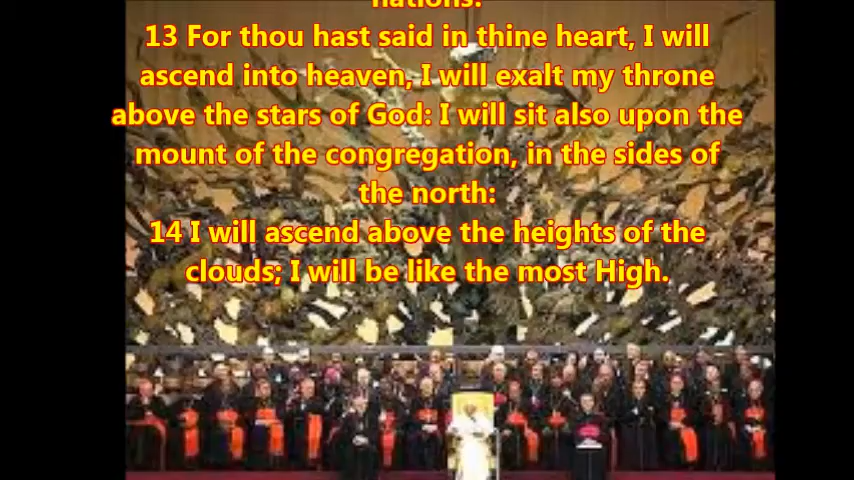 nations:
13 For thou hast said in thine heart, I will
ascend into heaven, I will exalt my throne
above the stars of God: I will sit also upon the
mount of the congregation, in the sides of
the north:
14 I will ascend above the heights of the
clouds; I will be like the most High.